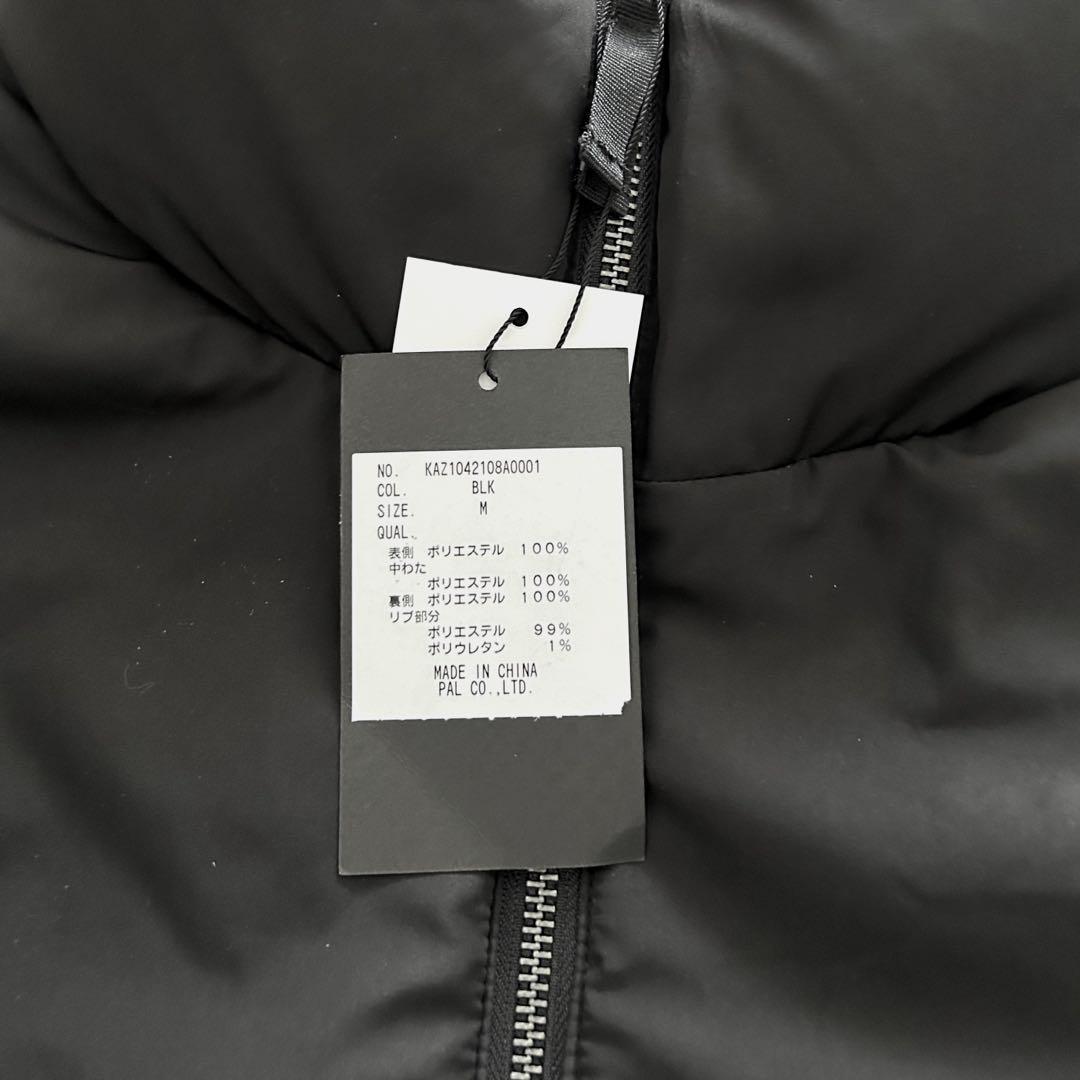 NO. KAZ1042108A0001
COL. BLK
SIZE. M
QUAL.
表側 ポリエステル 100%
中わた
ポリエステル 100%
裏側 ポリエステル 100%
リブ部分
ポリエステル 99%
ポリウレタン 1%
MADE IN CHINA
PAL CO.,LTD.